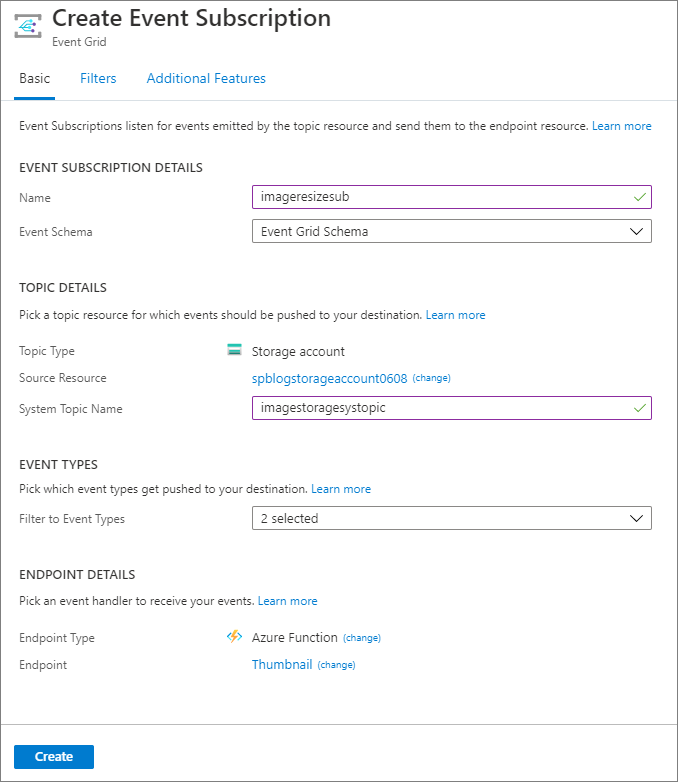 Create Event Subscription
Event Grid
Basic Filters Additional Features
Event Subscriptions listen for events emitted by the topic resource and send them to the endpoint resource. Learn more
EVENT SUBSCRIPTION DETAILS
Name imageresizesub
Event Schema Event Grid Schema
TOPIC DETAILS
Pick a topic resource for which events should be pushed to your destination. Learn more
Topic Type Storage account
Source Resource spblogstorageaccount0608 (change)
System Topic Name imagestoragesystopic
EVENT TYPES
Pick which event types get pushed to your destination. Learn more
Filter to Event Types 2 selected
ENDPOINT DETAILS
Pick an event handler to receive your events. Learn more
Endpoint Type Azure Function (change)
Endpoint Thumbnail (change)
Create